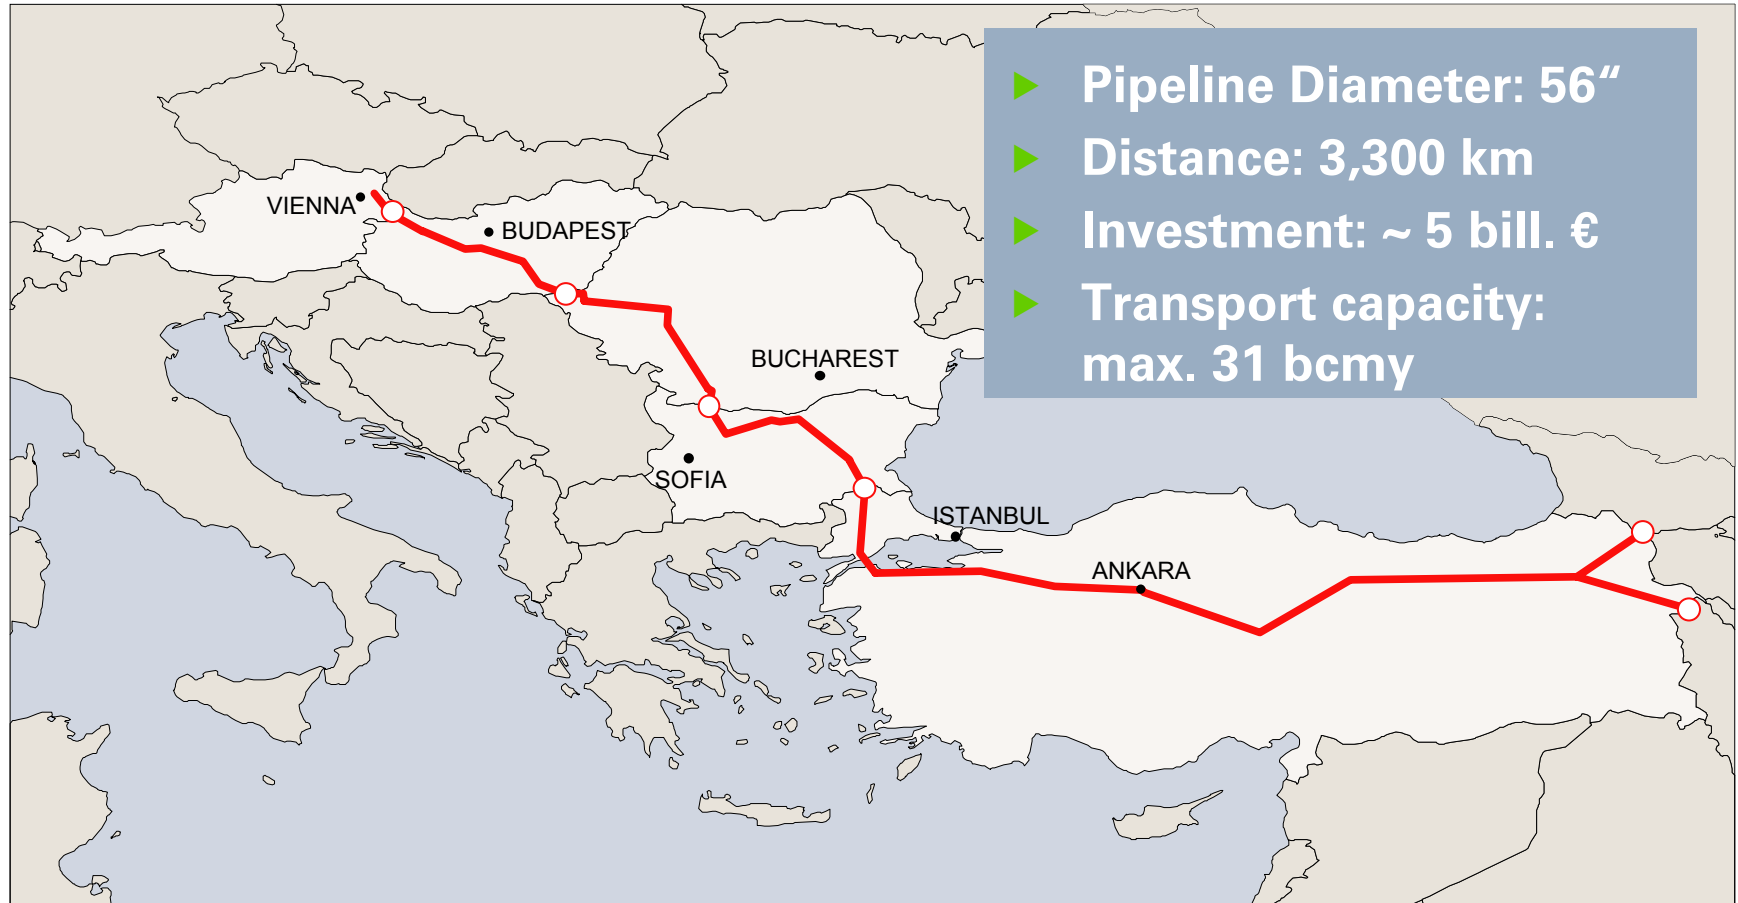 Pipeline Diameter: 56“
Distance: 3,300 km
Investment: ~ 5 bill. €
Transport capacity:
max. 31 bcmy
VIENNA
BUDAPEST
BUCHAREST
SOFIA
ISTANBUL
ANKARA